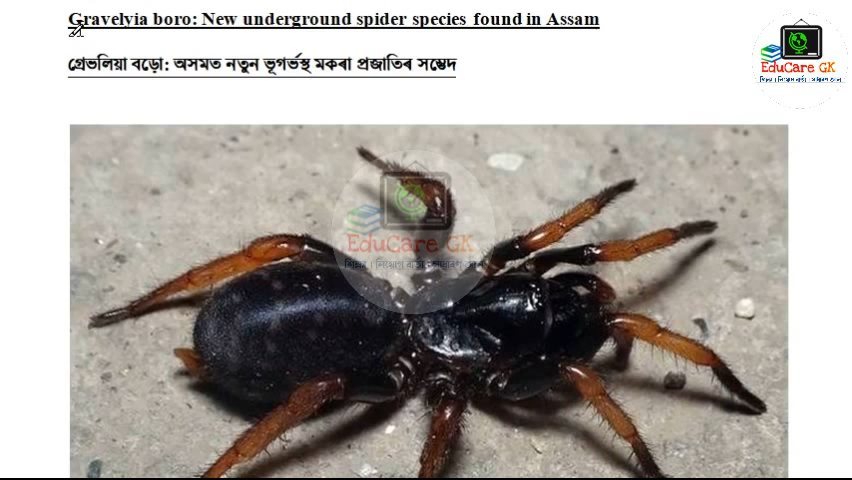 Gravelyia boro: New underground spider species found in Assam
গ্ৰেভলিয়া বড়ো: অসমত নতুন ভূগৰ্ভস্থ মকৰা প্ৰজাতিৰ সম্ভেদ
EduCare GK
EduCare GK